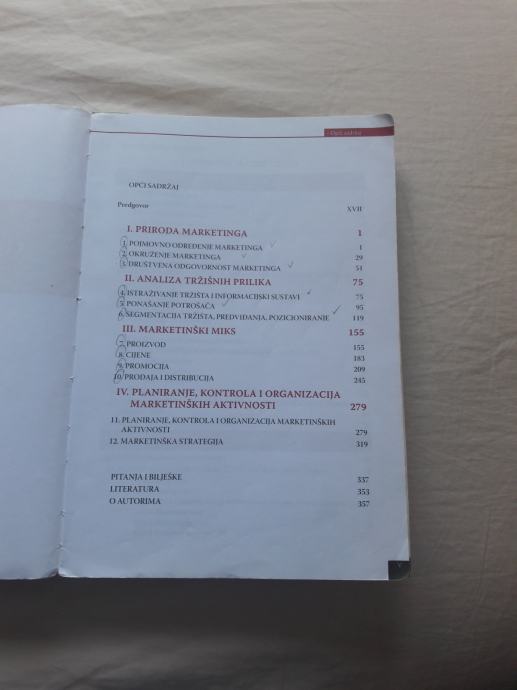 Opći sadržaj
OPĆI SADRŽAJ
Predgovor XVII
I. PRIRODA MARKETINGA 1
1. POJMOVNO ODREĐENJE MARKETINGA 1
2. OKRUŽENJE MARKETINGA 29
3. DRUŠTVENA ODGOVORNOST MARKETINGA 51
II. ANALIZA TRŽIŠNIH PRILIKA 75
4. ISTRAŽIVANJE TRŽIŠTA I INFORMACIJSKI SUSTAVI 75
5. PONAŠANJE POTROŠAČA 95
6. SEGMENTACIJA TRŽIŠTA, PREDVIĐANJA, POZICIONIRANJE 119
III. MARKETINŠKI MIKS 155
7. PROIZVOD 155
8. CIJENE 183
9. PROMOCIJA 209
10. PRODAJA I DISTRIBUCIJA 245
IV. PLANIRANJE, KONTROLA I ORGANIZACIJA
MARKETINŠKIH AKTIVNOSTI 279
11. PLANIRANJE, KONTROLA I ORGANIZACIJA MARKETINŠKIH
AKTIVNOSTI 279
12. MARKETINŠKA STRATEGIJA 319
PITANJA I BILJEŠKE 337
LITERATURA 353
O AUTORIMA 357
V